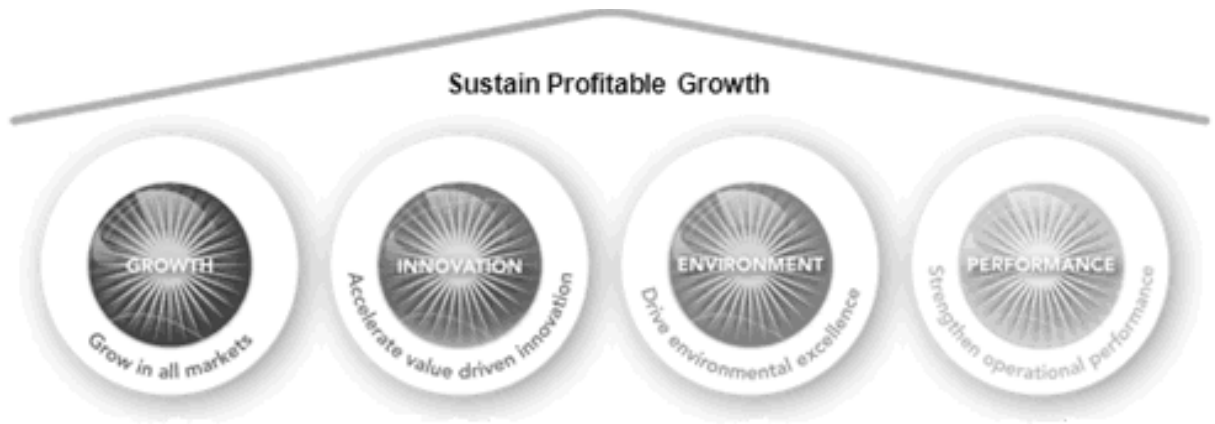 Sustain Profitable Growth
GROWTH
Grow in all markets
INNOVATION
Accelerate value driven innovation
ENVIRONMENT
Drive environmental excellence
PERFORMANCE
Strengthen operational performance